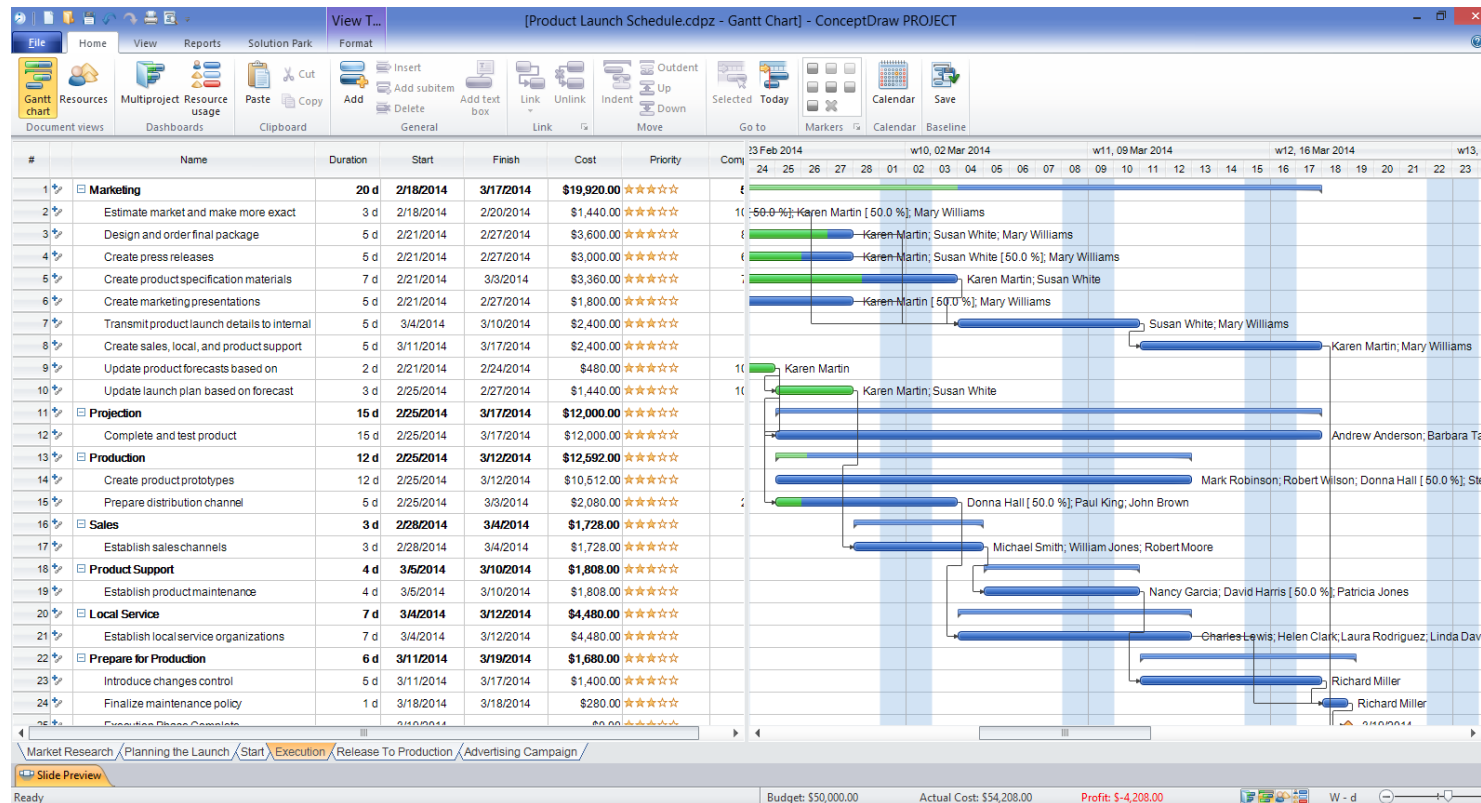 View T...
[Product Launch Schedule.cdpz - Gantt Chart] - ConceptDraw PROJECT
File Home View Reports Solution Park Format
Gantt chart Resources Multiproject Resource usage Paste Cut Copy Add Insert Add subitem Delete Add text box Link Unlink Indent Outdent Up Down Selected Today Calendar Save
Document views Dashboards Clipboard General Link Move Go to Markers Calendar Baseline
# Name Duration Start Finish Cost Priority
23 Feb 2014 w10, 02 Mar 2014 w11, 09 Mar 2014 w12, 16 Mar 2014 w13,
24 25 26 27 28 01 02 03 04 05 06 07 08 09 10 11 12 13 14 15 16 17 18 19 20 21 22 23
1 Marketing 20 d 2/18/2014 3/17/2014 $19,920.00
2 Estimate market and make more exact 3 d 2/18/2014 2/20/2014 $1,440.00 50.0 %]; Karen Martin [ 50.0 %]; Mary Williams
3 Design and order final package 5 d 2/21/2014 2/27/2014 $3,600.00 Karen Martin; Susan White; Mary Williams
4 Create press releases 5 d 2/21/2014 2/27/2014 $3,000.00 Karen Martin; Susan White [50.0 %]; Mary Williams
5 Create product specification materials 7 d 2/21/2014 3/3/2014 $3,360.00 Karen Martin; Susan White
6 Create marketing presentations 5 d 2/21/2014 2/27/2014 $1,800.00 Karen Martin [ 50.0 %]; Mary Williams
7 Transmit product launch details to internal 5 d 3/4/2014 3/10/2014 $2,400.00 Susan White; Mary Williams
8 Create sales, local, and product support 5 d 3/11/2014 3/17/2014 $2,400.00 Karen Martin; Mary Williams
9 Update product forecasts based on 2 d 2/21/2014 2/24/2014 $480.00 Karen Martin
10 Update launch plan based on forecast 3 d 2/25/2014 2/27/2014 $1,440.00 Karen Martin; Susan White
11 Projection 15 d 2/25/2014 3/17/2014 $12,000.00
12 Complete and test product 15 d 2/25/2014 3/17/2014 $12,000.00 Andrew Anderson; Barbara
13 Production 12 d 2/25/2014 3/12/2014 $12,592.00
14 Create product prototypes 12 d 2/25/2014 3/12/2014 $10,512.00 Mark Robinson; Robert Wilson; Donna Hall [ 50.0 %];
15 Prepare distribution channel 5 d 2/25/2014 3/3/2014 $2,080.00 Donna Hall [ 50.0 %]; Paul King; John Brown
16 Sales 3 d 2/28/2014 3/4/2014 $1,728.00
17 Establish sales channels 3 d 2/28/2014 3/4/2014 $1,728.00 Michael Smith; William Jones; Robert Moore
18 Product Support 4 d 3/5/2014 3/10/2014 $1,808.00
19 Establish product maintenance 4 d 3/5/2014 3/10/2014 $1,808.00 Nancy Garcia; David Harris [ 50.0 %]; Patricia Jones
20 Local Service 7 d 3/4/2014 3/12/2014 $4,480.00
21 Establish local service organizations 7 d 3/4/2014 3/12/2014 $4,480.00 Charles Lewis; Helen Clark; Laura Rodriguez; Linda
22 Prepare for Production 6 d 3/11/2014 3/19/2014 $1,680.00
23 Introduce changes control 5 d 3/11/2014 3/17/2014 $1,400.00 Richard Miller
24 Finalize maintenance policy 1 d 3/18/2014 3/18/2014 $280.00 Richard Miller
Market Research Planning the Launch Start Execution Release To Production Advertising Campaign
Slide Preview
Ready Budget: $50,000.00 Actual Cost: $54,208.00 Profit: $-4,208.00 W - d